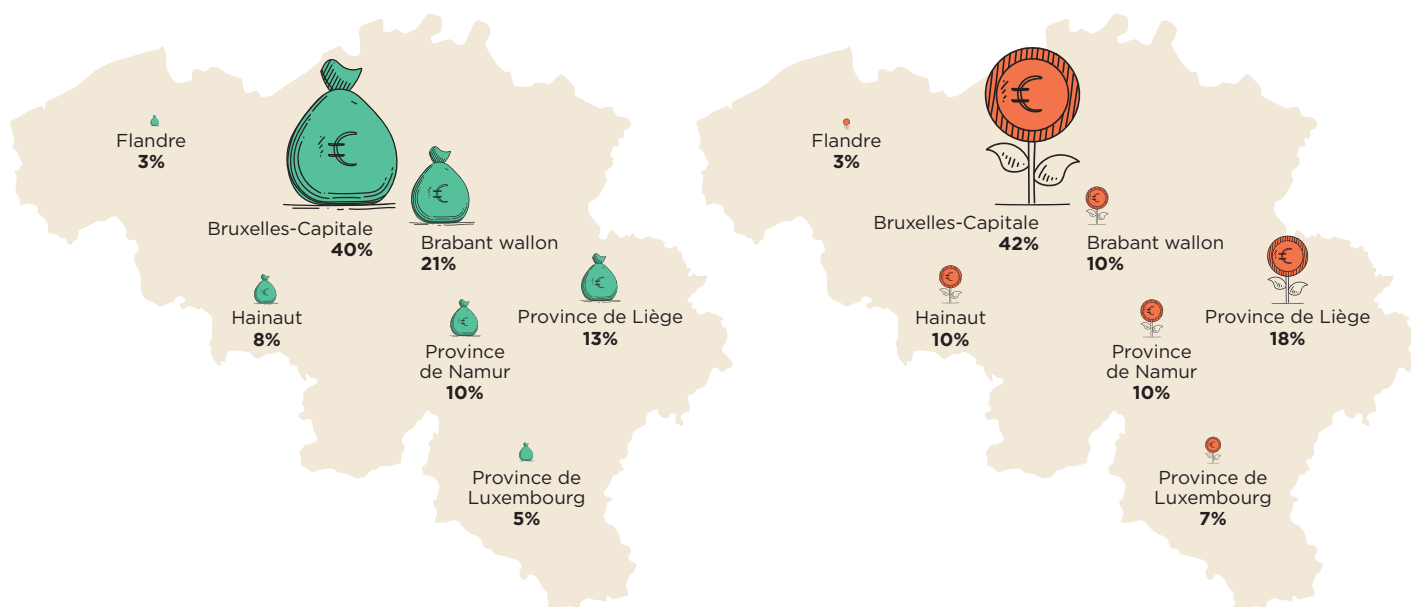 Flandre
3%
€
Bruxelles-Capitale
40%
€
Brabant wallon
21%
€
Hainaut
8%
€
Province de Liège
13%
€
Province
de Namur
10%
Province de
Luxembourg
5%
Flandre
3%
€
Bruxelles-Capitale
42%
€
Brabant wallon
10%
€
Hainaut
10%
€
Province de Liège
18%
€
Province
de Namur
10%
€
Province de
Luxembourg
7%